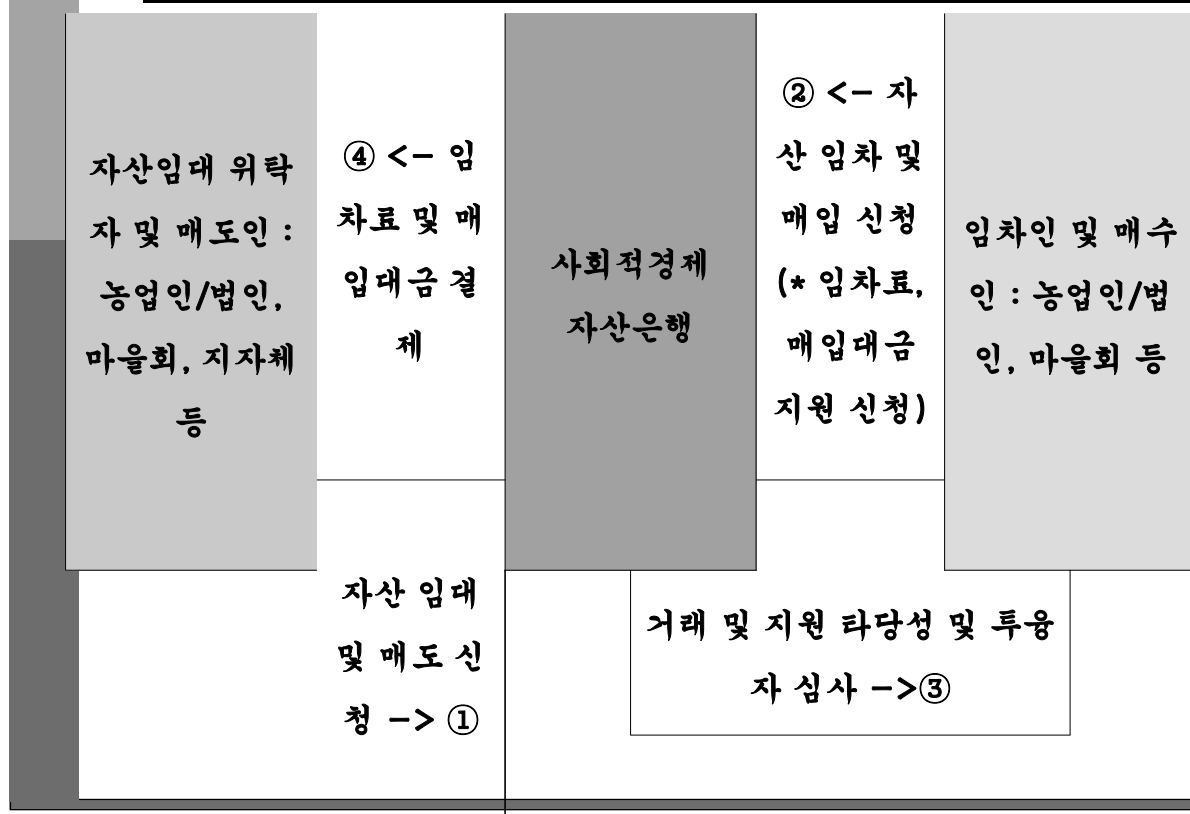 자산임대 위탁
자 및 매도인 :
농업인/법인,
마을회, 지자체
등
④ <- 임
차료 및 매
입대금 결
제
사회적경제
자산은행
② <- 자
산 임차 및
매입 신청
(* 임차료,
매입대금
지원 신청)
임차인 및 매수
인 : 농업인/법
인, 마을회 등
자산 임대
및 매도 신
청 -> ①
거래 및 지원 타당성 및 투융
자 심사 ->③